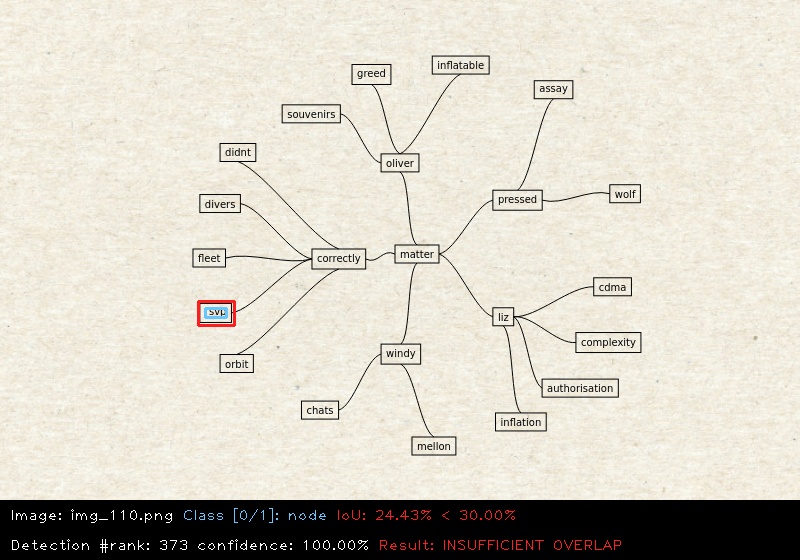 inflatable
greed
assay
souvenirs
didnt
oliver
wolf
pressed
divers
matter
fleet
correctly
cdma
svp
liz
complexity
windy
orbit
authorisation
chats
inflation
mellon
Image: img_110.png Class [0/1]: node IoU: 24.43% < 30.00%
Detection #rank: 373 confidence: 100.00% Result: INSUFFICIENT OVERLAP